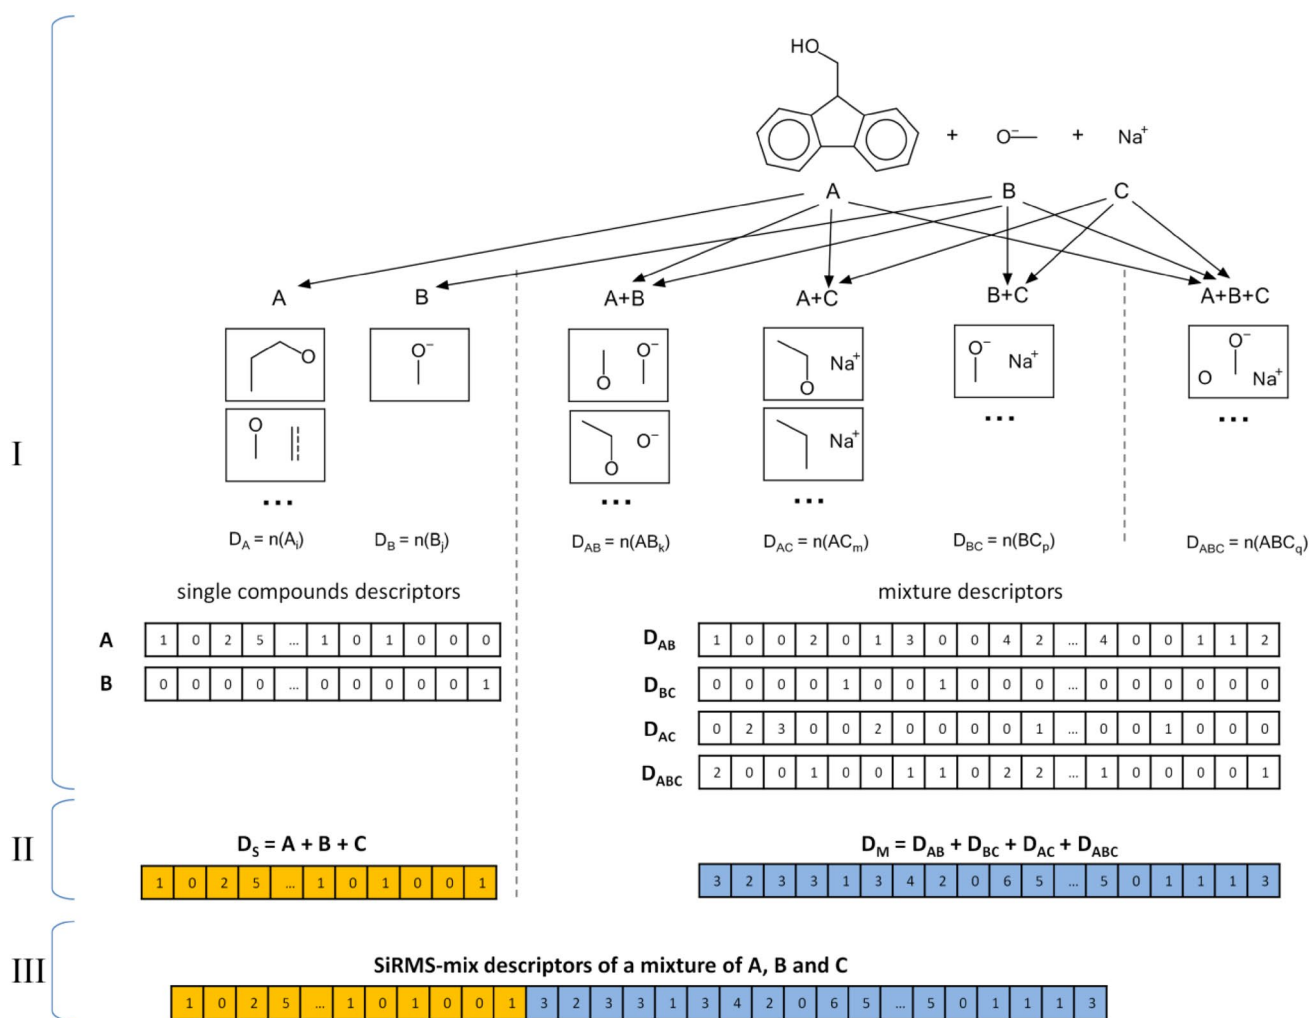 HO
+ O⁻ + Na⁺
A B C
A B A+B A+C B+C A+B+C
O O⁻ O O⁻ O Na⁺ O⁻ Na⁺ O O⁻ Na⁺
O O O⁻ Na⁺ ... ...
I
... ... ...
D_A = n(A_i) D_B = n(B_j) D_AB = n(AB_k) D_AC = n(AC_m) D_BC = n(BC_p) D_ABC = n(ABC_q)
single compounds descriptors mixture descriptors
A 1 0 2 5 ... 1 0 1 0 0 0
B 0 0 0 0 ... 0 0 0 0 0 1
D_AB 1 0 0 2 0 1 3 0 0 4 2 ... 4 0 0 1 1 2
D_BC 0 0 0 0 1 0 0 1 0 0 0 ... 0 0 0 0 0 0
D_AC 0 2 3 0 0 2 0 0 0 0 1 ... 0 0 1 0 0 0
D_ABC 2 0 0 1 0 0 1 1 0 2 2 ... 1 0 0 0 0 1
II
D_S = A + B + C
1 0 2 5 ... 1 0 1 0 0 1
D_M = D_AB + D_BC + D_AC + D_ABC
3 2 3 3 1 3 4 2 0 6 5 ... 5 0 1 1 1 3
III
SiRMS-mix descriptors of a mixture of A, B and C
1 0 2 5 ... 1 0 1 0 0 1 3 2 3 3 1 3 4 2 0 6 5 ... 5 0 1 1 1 3